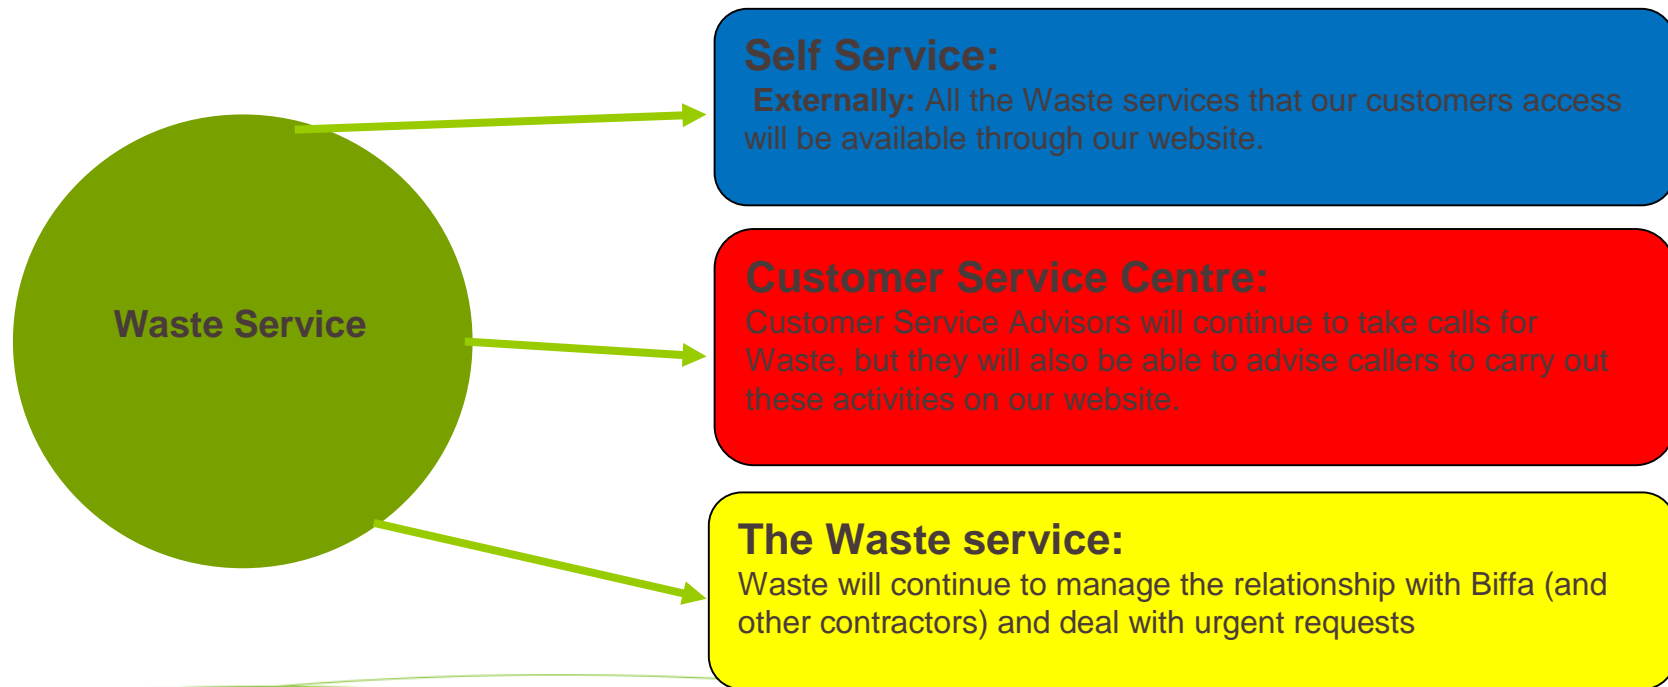 Waste Service
Self Service:
Externally: All the Waste services that our customers access
will be available through our website.
Customer Service Centre:
Customer Service Advisors will continue to take calls for
Waste, but they will also be able to advise callers to carry out
these activities on our website.
The Waste service:
Waste will continue to manage the relationship with Biffa (and
other contractors) and deal with urgent requests